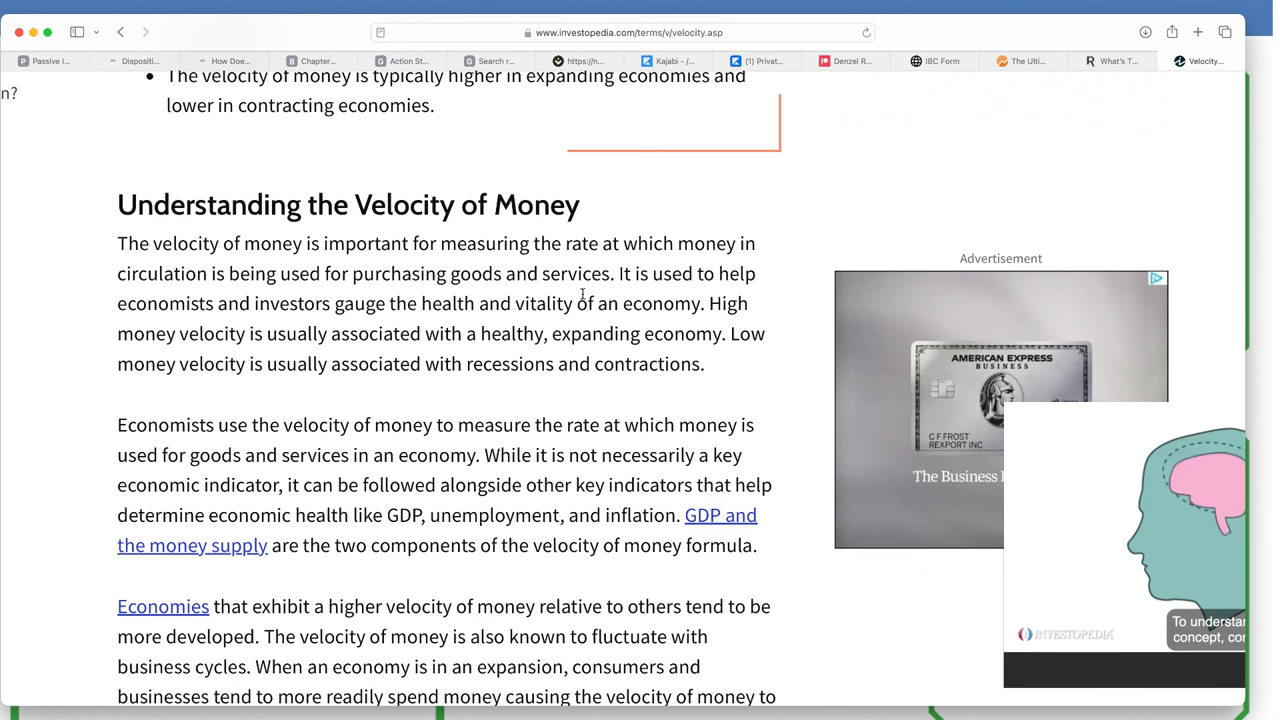 www.investopedia.com/terms/v/velocity.asp
Passive I...
Dispositi...
How Doe...
Chapter...
Action St...
Search r...
https://n...
Kajabi - /...
(1) Privat...
Denzel R...
IBC Form
The Ulti...
What's T...
Velocity...
n?
• The velocity of money is typically higher in expanding economies and
lower in contracting economies.
Understanding the Velocity of Money
The velocity of money is important for measuring the rate at which money in
circulation is being used for purchasing goods and services. It is used to help
economists and investors gauge the health and vitality of an economy. High
money velocity is usually associated with a healthy, expanding economy. Low
money velocity is usually associated with recessions and contractions.
Economists use the velocity of money to measure the rate at which money is
used for goods and services in an economy. While it is not necessarily a key
economic indicator, it can be followed alongside other key indicators that help
determine economic health like GDP, unemployment, and inflation. GDP and
the money supply are the two components of the velocity of money formula.
Economies that exhibit a higher velocity of money relative to others tend to be
more developed. The velocity of money is also known to fluctuate with
business cycles. When an economy is in an expansion, consumers and
businesses tend to more readily spend money causing the velocity of money to
Advertisement
AMERICAN EXPRESS
BUSINESS
C F FROST
REXPORT INC
The Business
INVESTOPEDIA
To understa
concept, co